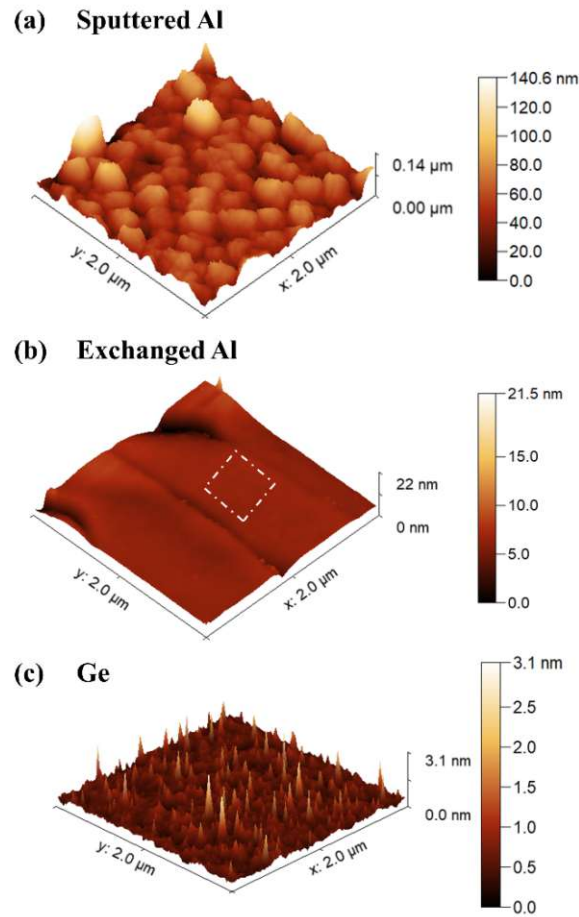 (a) Sputtered Al
140.6 nm
120.0
100.0
80.0
60.0
40.0
20.0
0.0
0.14 µm
0.00 µm
y: 2.0 µm
x: 2.0 µm
(b) Exchanged Al
21.5 nm
15.0
10.0
5.0
0.0
22 nm
0 nm
y: 2.0 µm
x: 2.0 µm
(c) Ge
3.1 nm
2.5
2.0
1.5
1.0
0.5
0.0
3.1 nm
0.0 nm
y: 2.0 µm
x: 2.0 µm